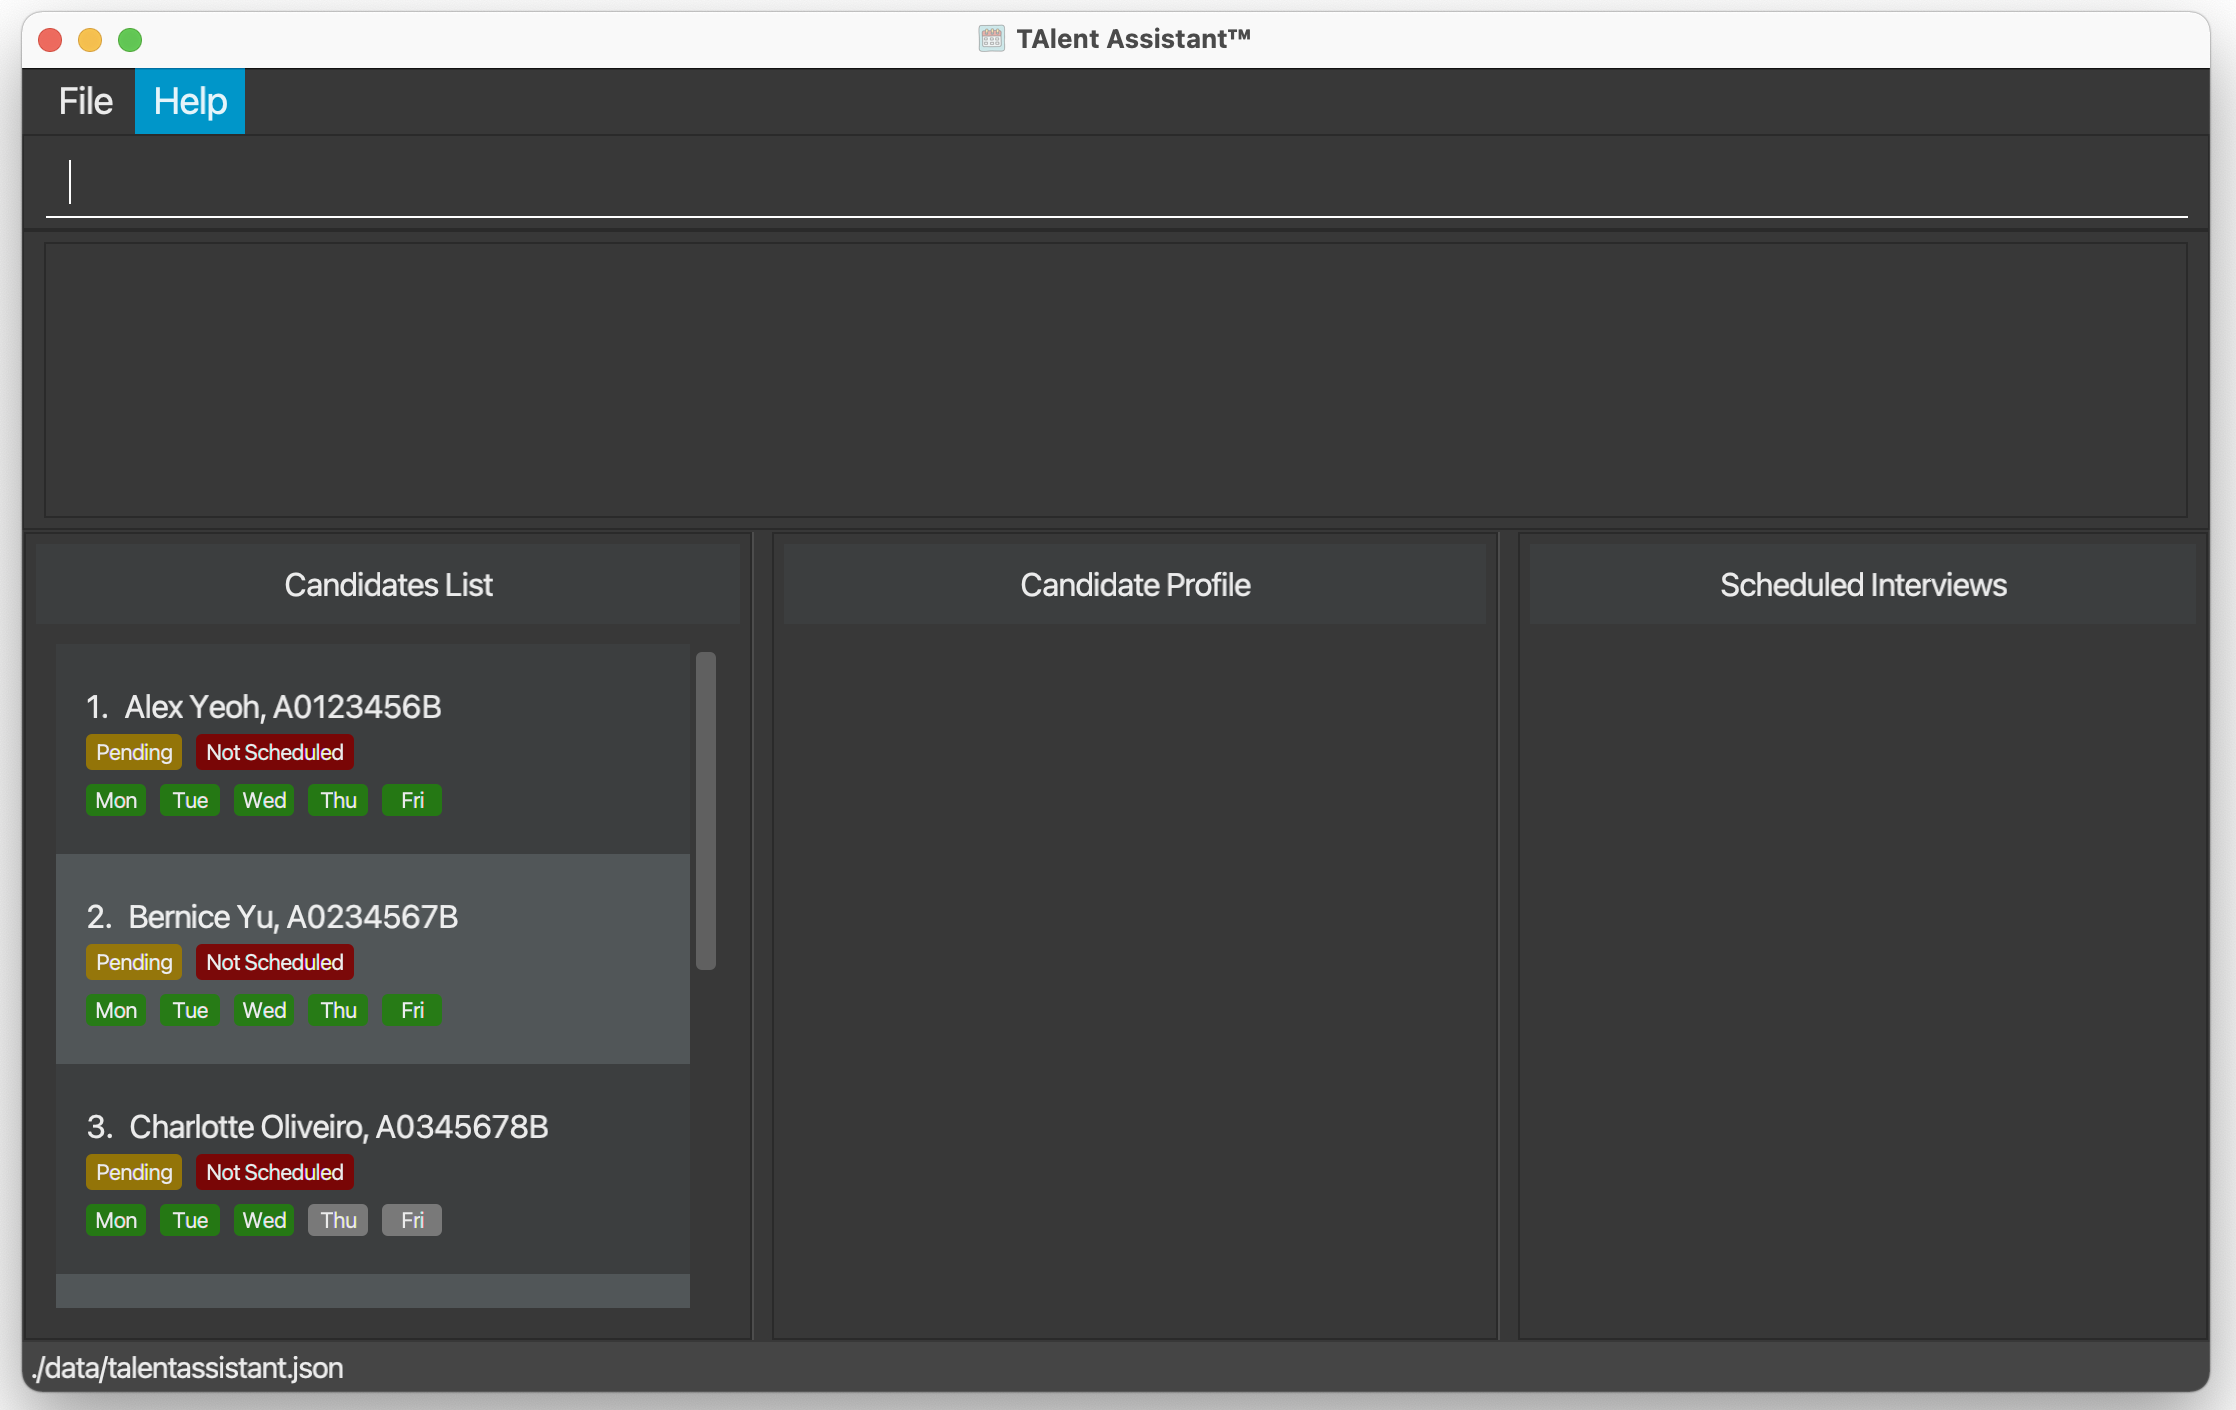 TAlent Assistant™
File Help
Candidates List
1. Alex Yeoh, A0123456B
Pending Not Scheduled
Mon Tue Wed Thu Fri
2. Bernice Yu, A0234567B
Pending Not Scheduled
Mon Tue Wed Thu Fri
3. Charlotte Oliveiro, A0345678B
Pending Not Scheduled
Mon Tue Wed Thu Fri
Candidate Profile
Scheduled Interviews
./data/talentassistant.json